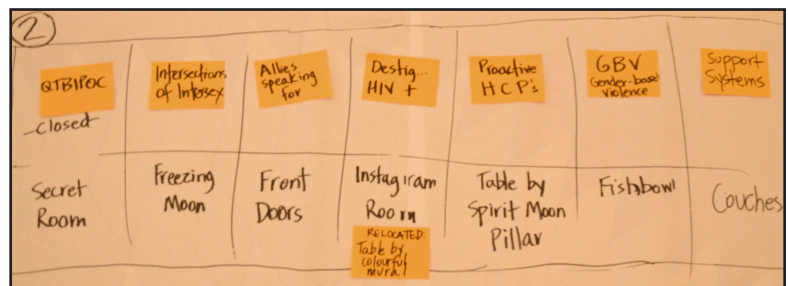 2
QTBIPOC
-closed-
Intersections
of Intersex
Allies
speaking
for
Destig...
HIV +
Proactive
HCP's
GBV
Gender-based
violence
Support
Systems
Secret
Room
Freezing
Moon
Front
Doors
Instagram
Room
RELOCATED:
Table by
colourful
mural
Table by
Spirit Moon
Pillar
Fishbowl
Couches